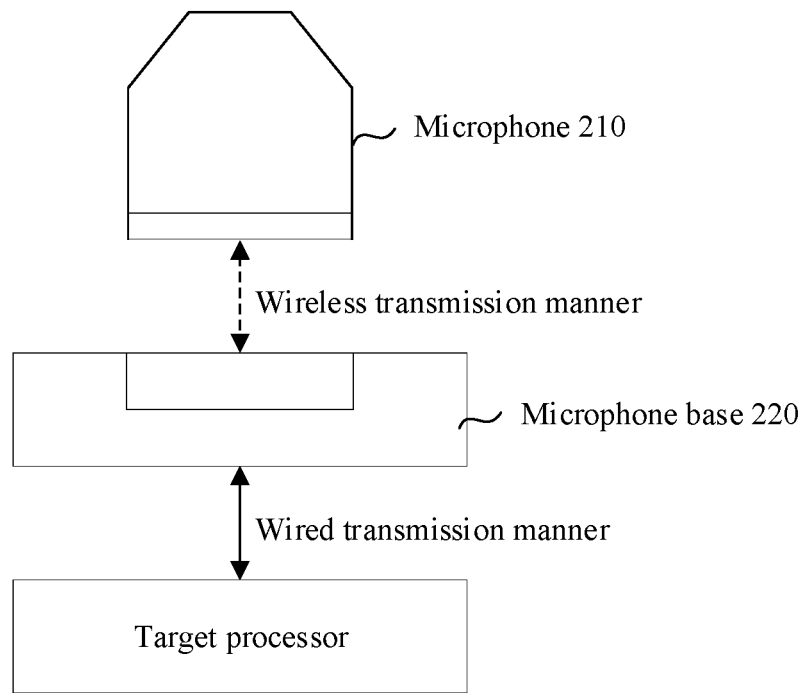 Microphone 210
Wireless transmission manner
Microphone base 220
Wired transmission manner
Target processor